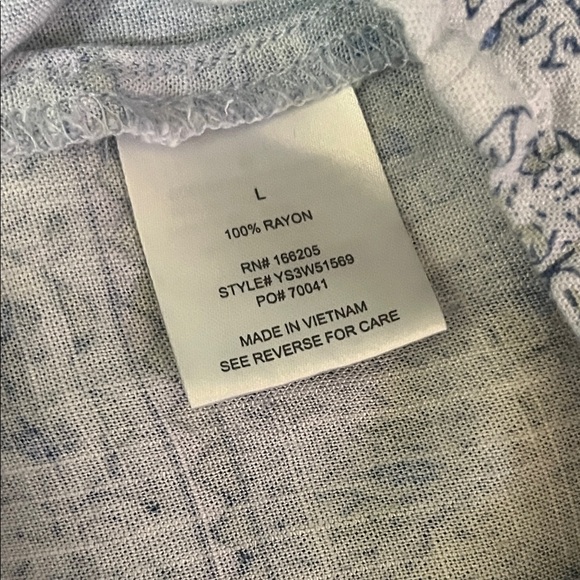 L
100% RAYON
RN# 166205
STYLE# YS3W51569
PO# 70041
MADE IN VIETNAM
SEE REVERSE FOR CARE